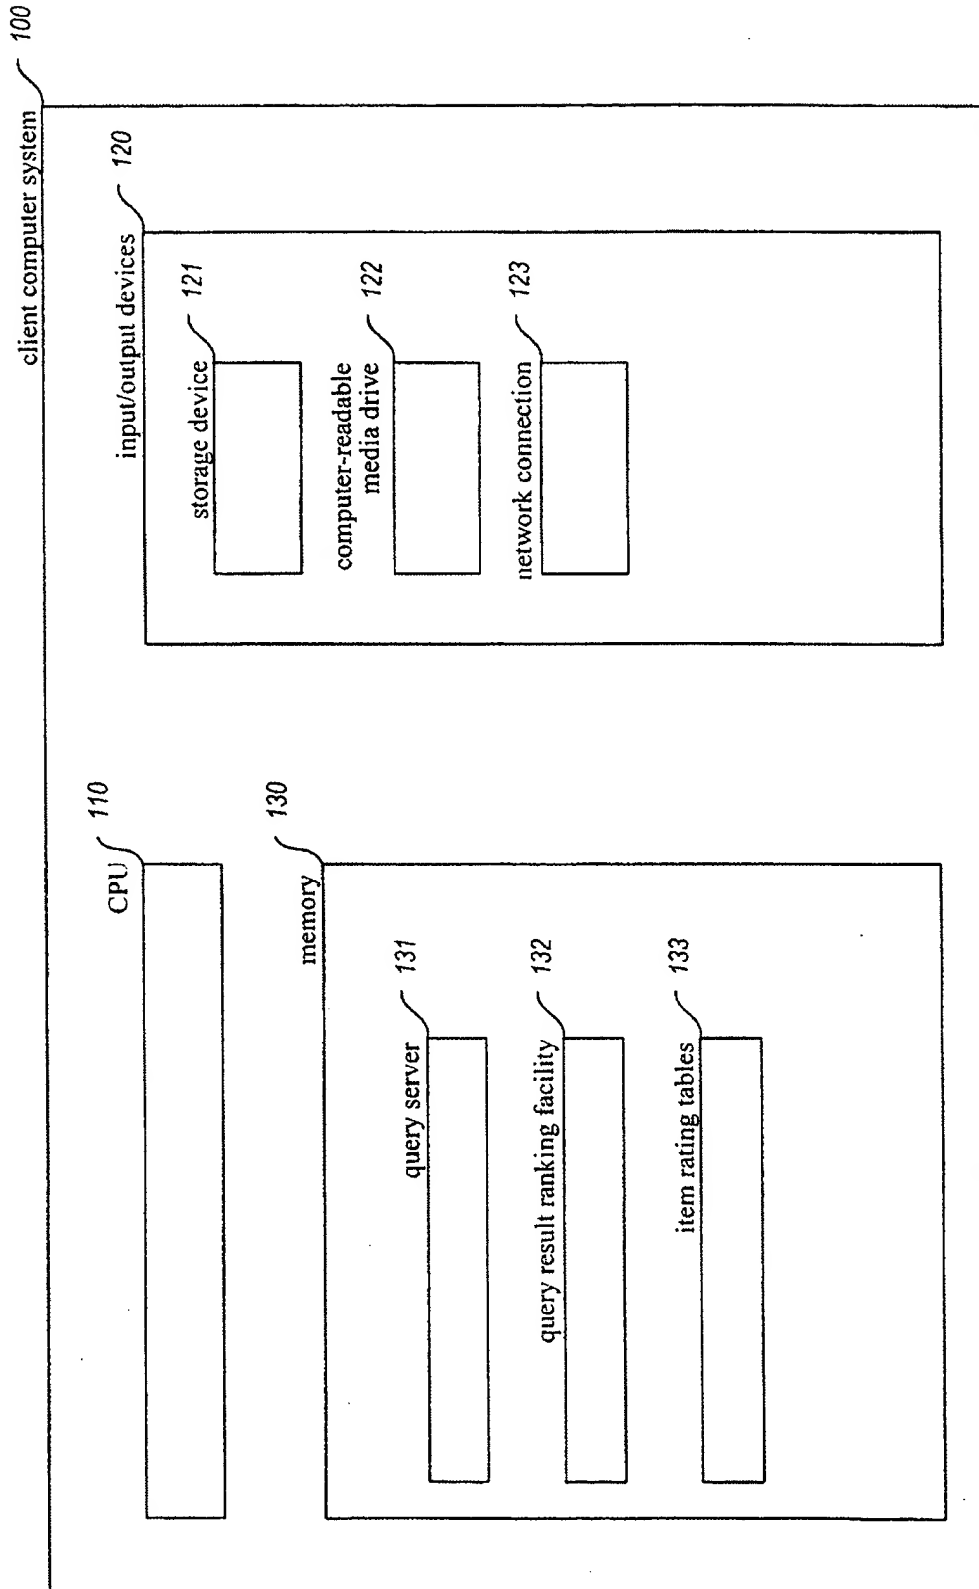 client computer system
100
CPU
110
memory
130
query server
131
query result ranking facility
132
item rating tables
133
input/output devices
120
storage device
121
computer-readable
media drive
122
network connection
123